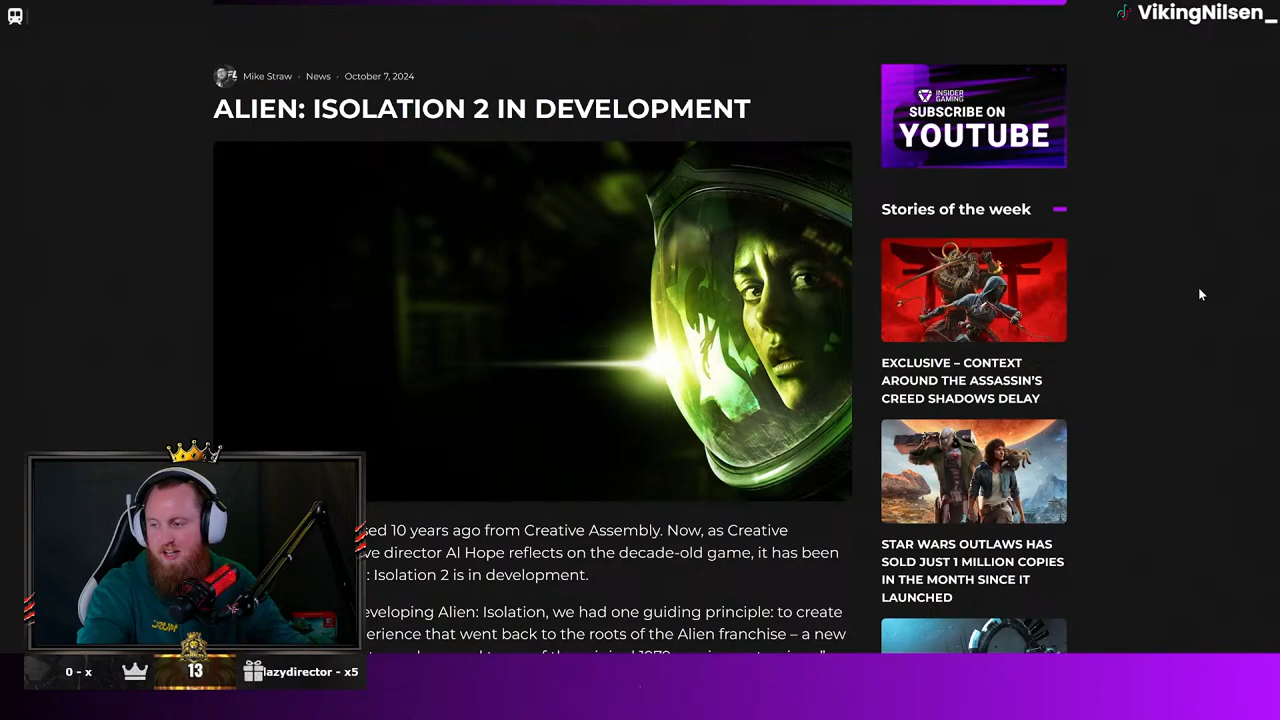 VikingNilsen_
Mike Straw · News · October 7, 2024
ALIEN: ISOLATION 2 IN DEVELOPMENT
INSIDER
GAMING
SUBSCRIBE ON
YOUTUBE
Stories of the week
EXCLUSIVE – CONTEXT
AROUND THE ASSASSIN'S
CREED SHADOWS DELAY
STAR WARS OUTLAWS HAS
SOLD JUST 1 MILLION COPIES
IN THE MONTH SINCE IT
LAUNCHED
sed 10 years ago from Creative Assembly. Now, as Creative
ve director Al Hope reflects on the decade-old game, it has been
: Isolation 2 is in development.
eveloping Alien: Isolation, we had one guiding principle: to create
erience that went back to the roots of the Alien franchise – a new
0 - x
13
lazydirector - x5